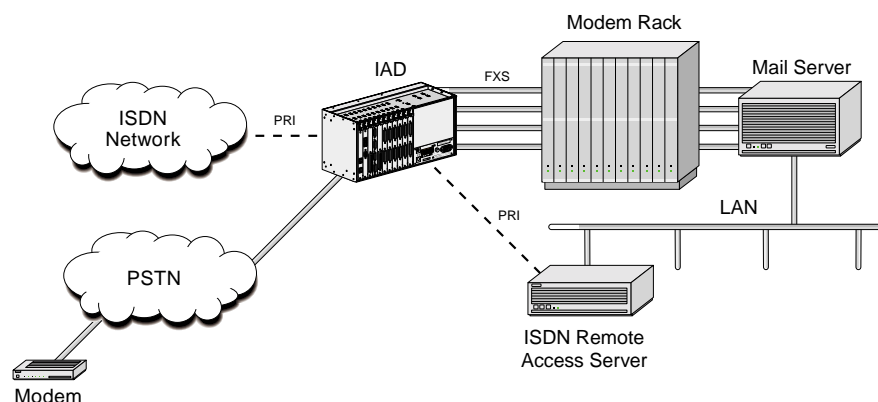 Modem Rack
IAD
FXS
Mail Server
ISDN
Network
PRI
LAN
PRI
PSTN
ISDN Remote
Access Server
Modem